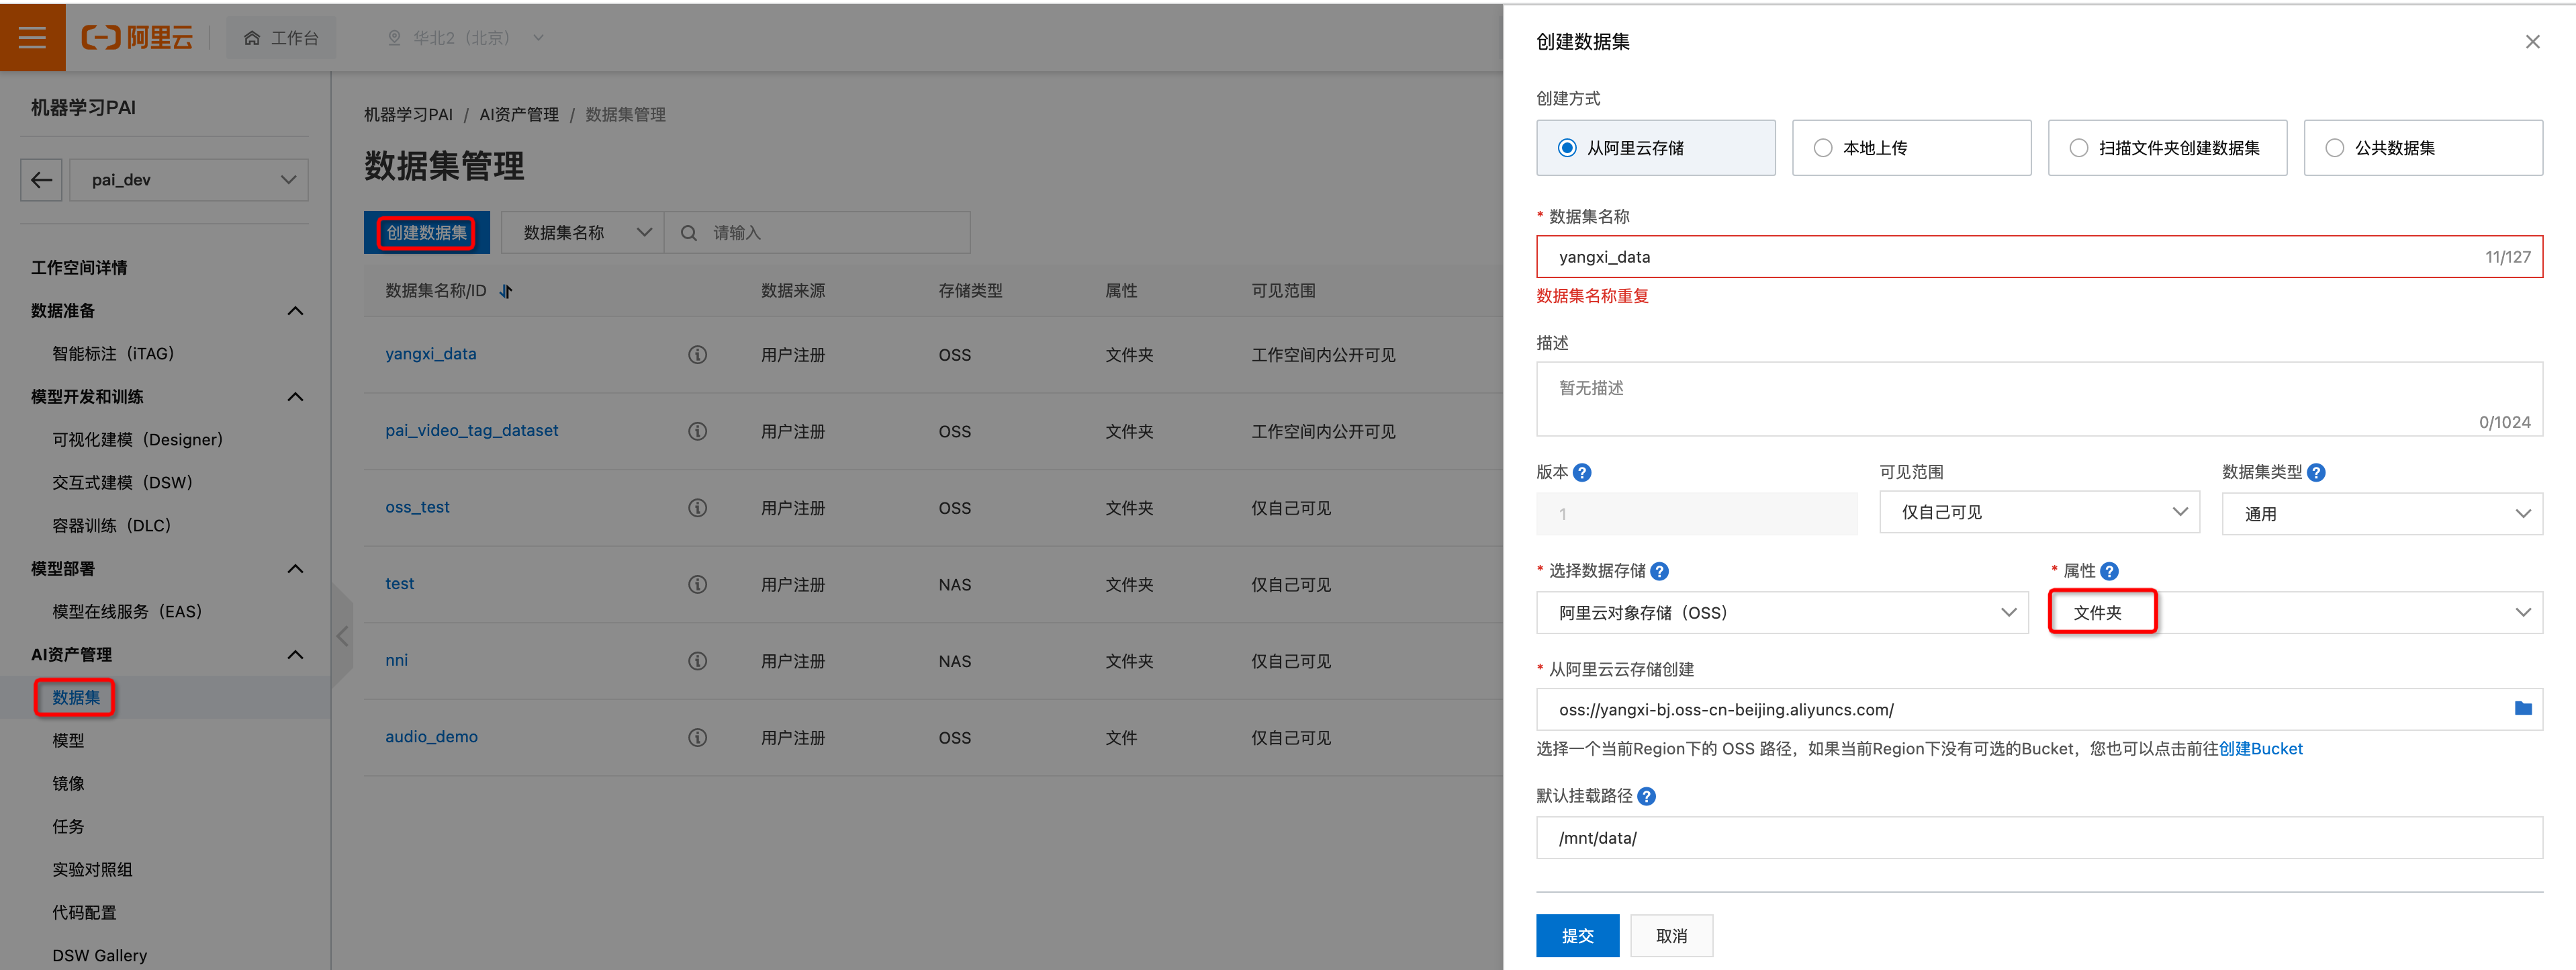 阿里云
工作台
华北2（北京）
机器学习PAI
pai_dev
工作空间详情
数据准备
智能标注（iTAG）
模型开发和训练
可视化建模（Designer）
交互式建模（DSW）
容器训练（DLC）
模型部署
模型在线服务（EAS）
AI资产管理
数据集
模型
镜像
任务
实验对照组
代码配置
DSW Gallery
机器学习PAI / AI资产管理 / 数据集管理
数据集管理
创建数据集 数据集名称 请输入
数据集名称/ID 数据来源 存储类型 属性 可见范围
yangxi_data 用户注册 OSS 文件夹 工作空间内公开可见
pai_video_tag_dataset 用户注册 OSS 文件夹 工作空间内公开可见
oss_test 用户注册 OSS 文件夹 仅自己可见
test 用户注册 NAS 文件夹 仅自己可见
nni 用户注册 NAS 文件夹 仅自己可见
audio_demo 用户注册 OSS 文件 仅自己可见
创建数据集
创建方式
从阿里云存储 本地上传 扫描文件夹创建数据集 公共数据集
* 数据集名称
yangxi_data 11/127
数据集名称重复
描述
暂无描述
0/1024
版本 ? 可见范围 数据集类型 ?
1 仅自己可见 通用
* 选择数据存储 ? * 属性 ?
阿里云对象存储（OSS） 文件夹
* 从阿里云云存储创建
oss://yangxi-bj.oss-cn-beijing.aliyuncs.com/
选择一个当前Region下的 OSS 路径，如果当前Region下没有可选的Bucket，您也可以点击前往创建Bucket
默认挂载路径 ?
/mnt/data/
提交 取消